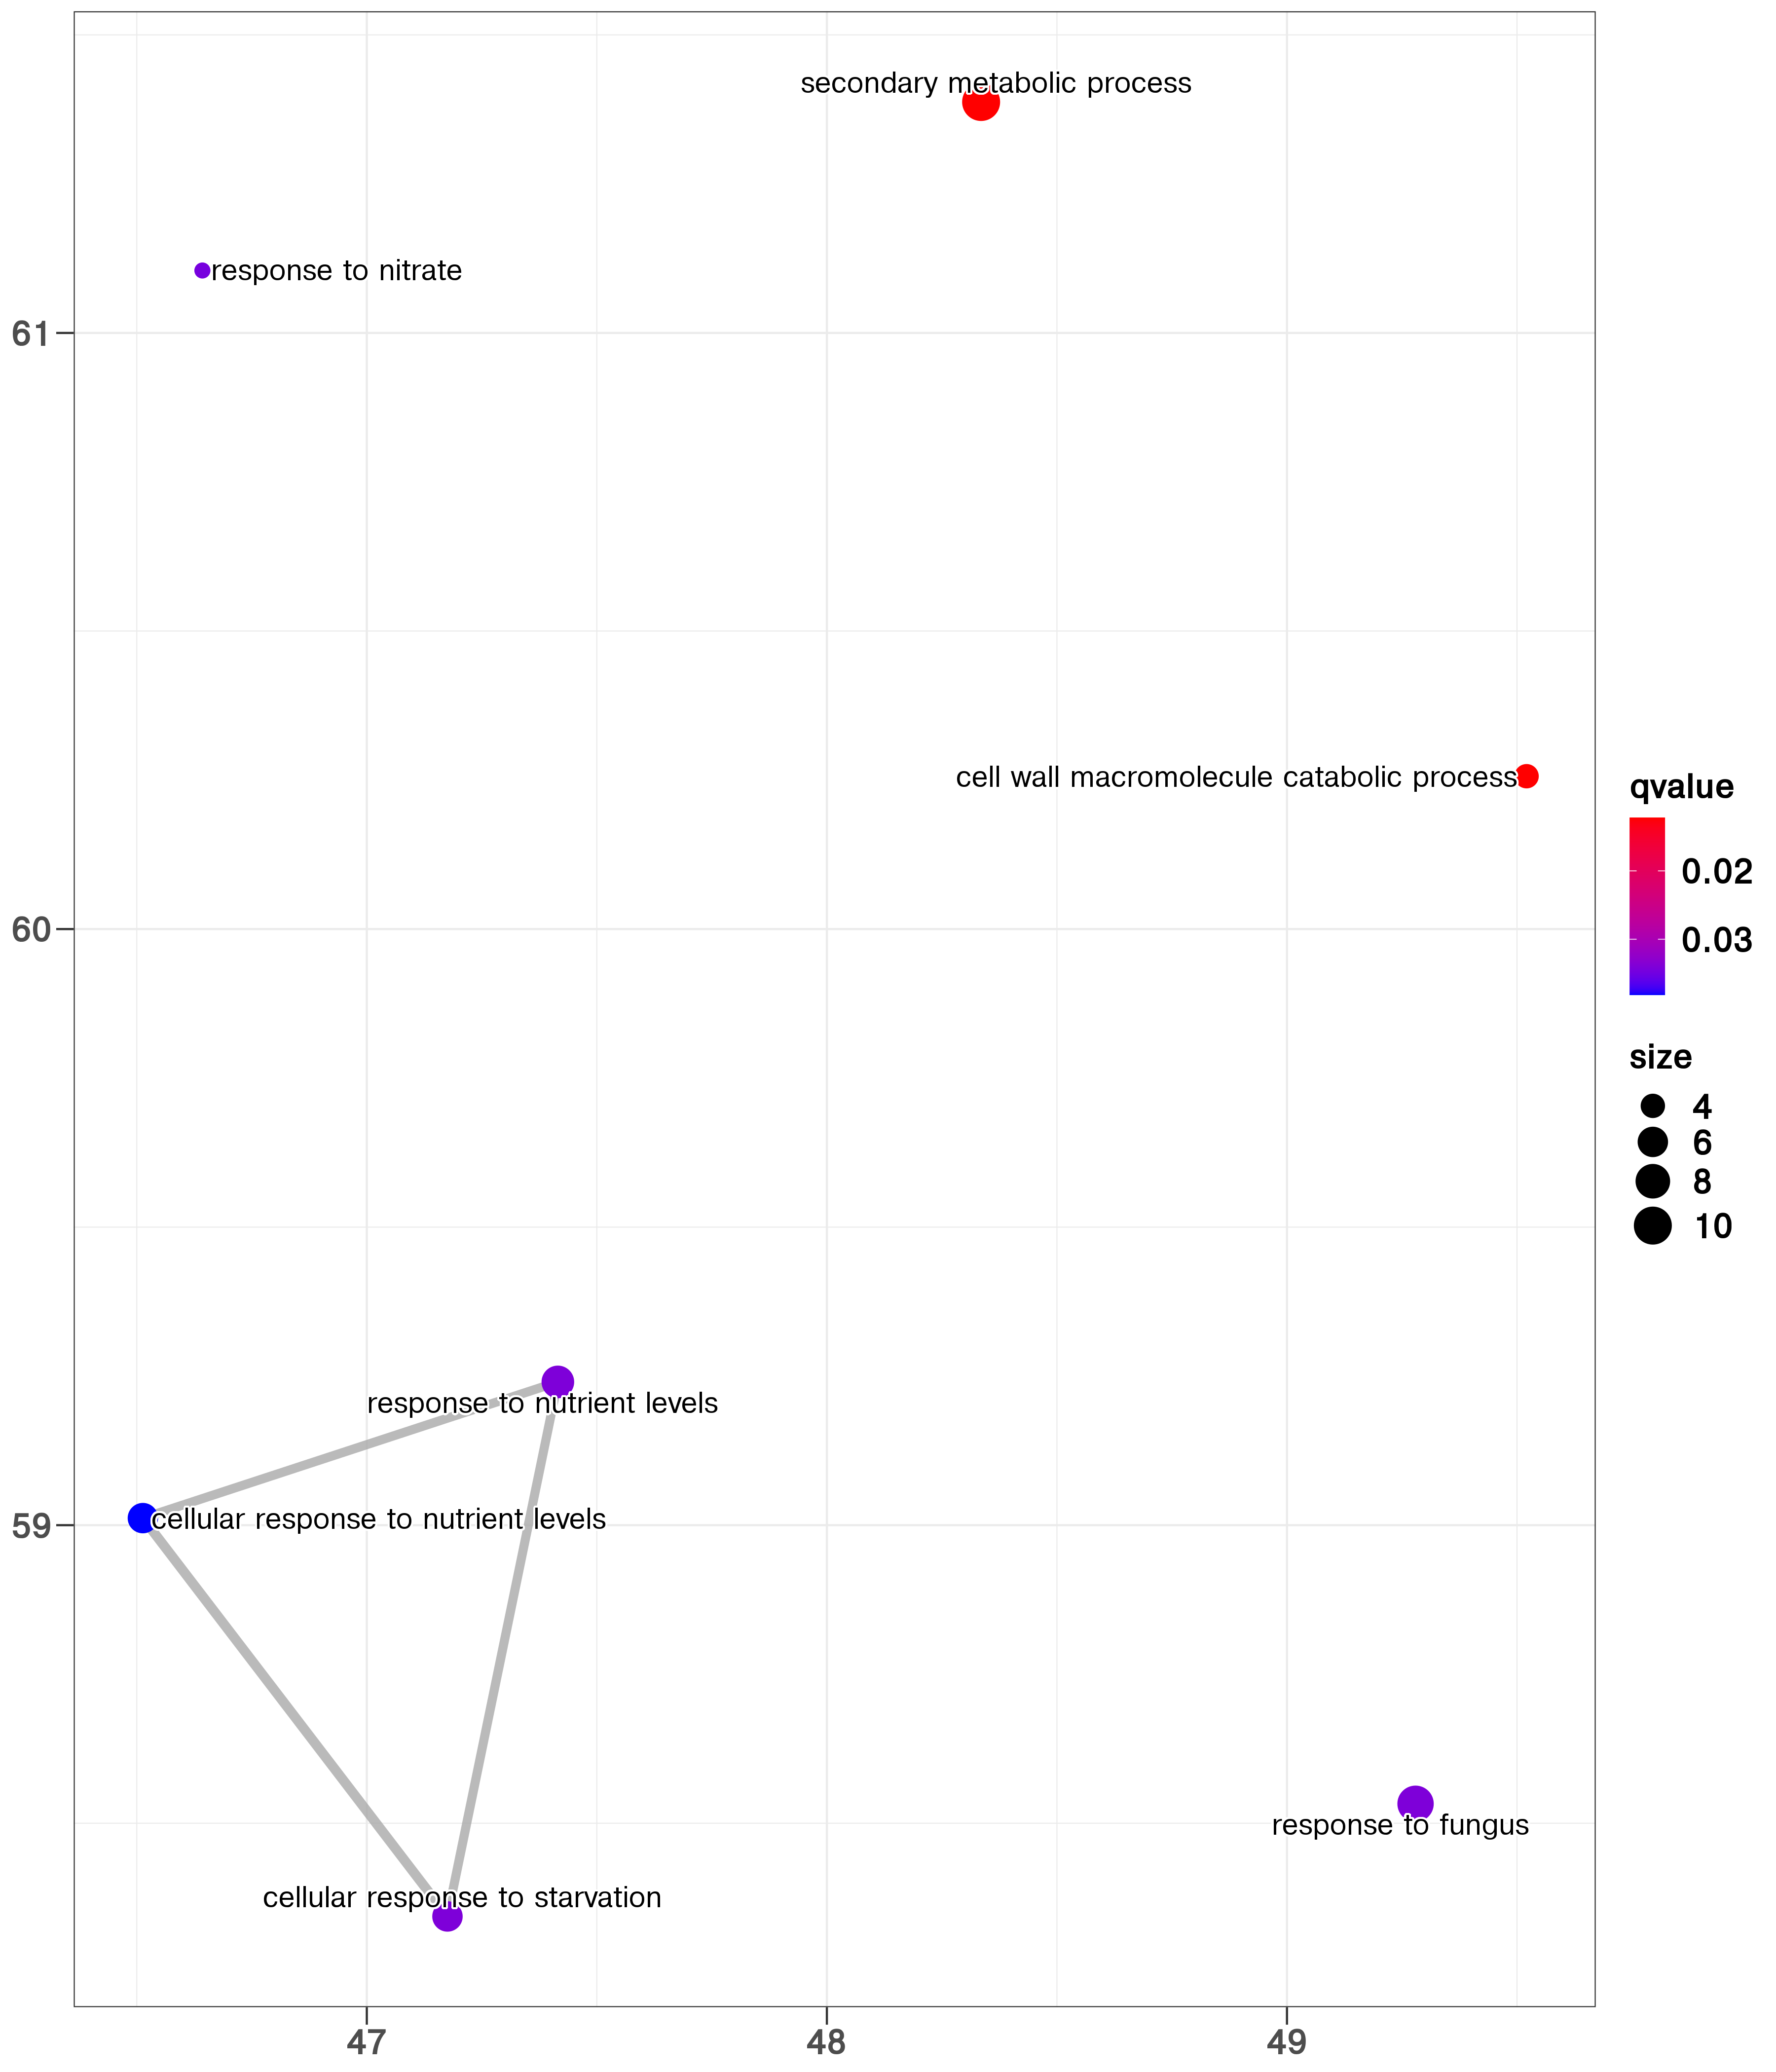 secondary metabolic process
response to nitrate
61
cell wall macromolecule catabolic process
60
response to nutrient levels
cellular response to nutrient levels
59
response to fungus
cellular response to starvation
47
48
49
qvalue
0.02
0.03
size
4
6
8
10